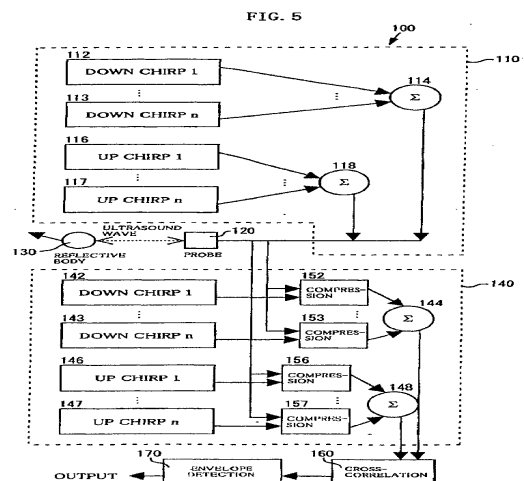 FIG. 5
100
110
112
DOWN CHIRP 1
113
DOWN CHIRP n
114
Σ
116
UP CHIRP 1
117
UP CHIRP n
118
Σ
ULTRASOUND
WAVE
120
PROBE
130
REFLECTIVE
BODY
140
142
DOWN CHIRP 1
143
DOWN CHIRP n
144
Σ
152
COMPRES-
SION
153
COMPRES-
SION
146
UP CHIRP 1
147
UP CHIRP n
156
COMPRES-
SION
157
COMPRES-
SION
148
Σ
170
ENVELOPE
DETECTION
160
CROSS-
CORRELATION
OUTPUT